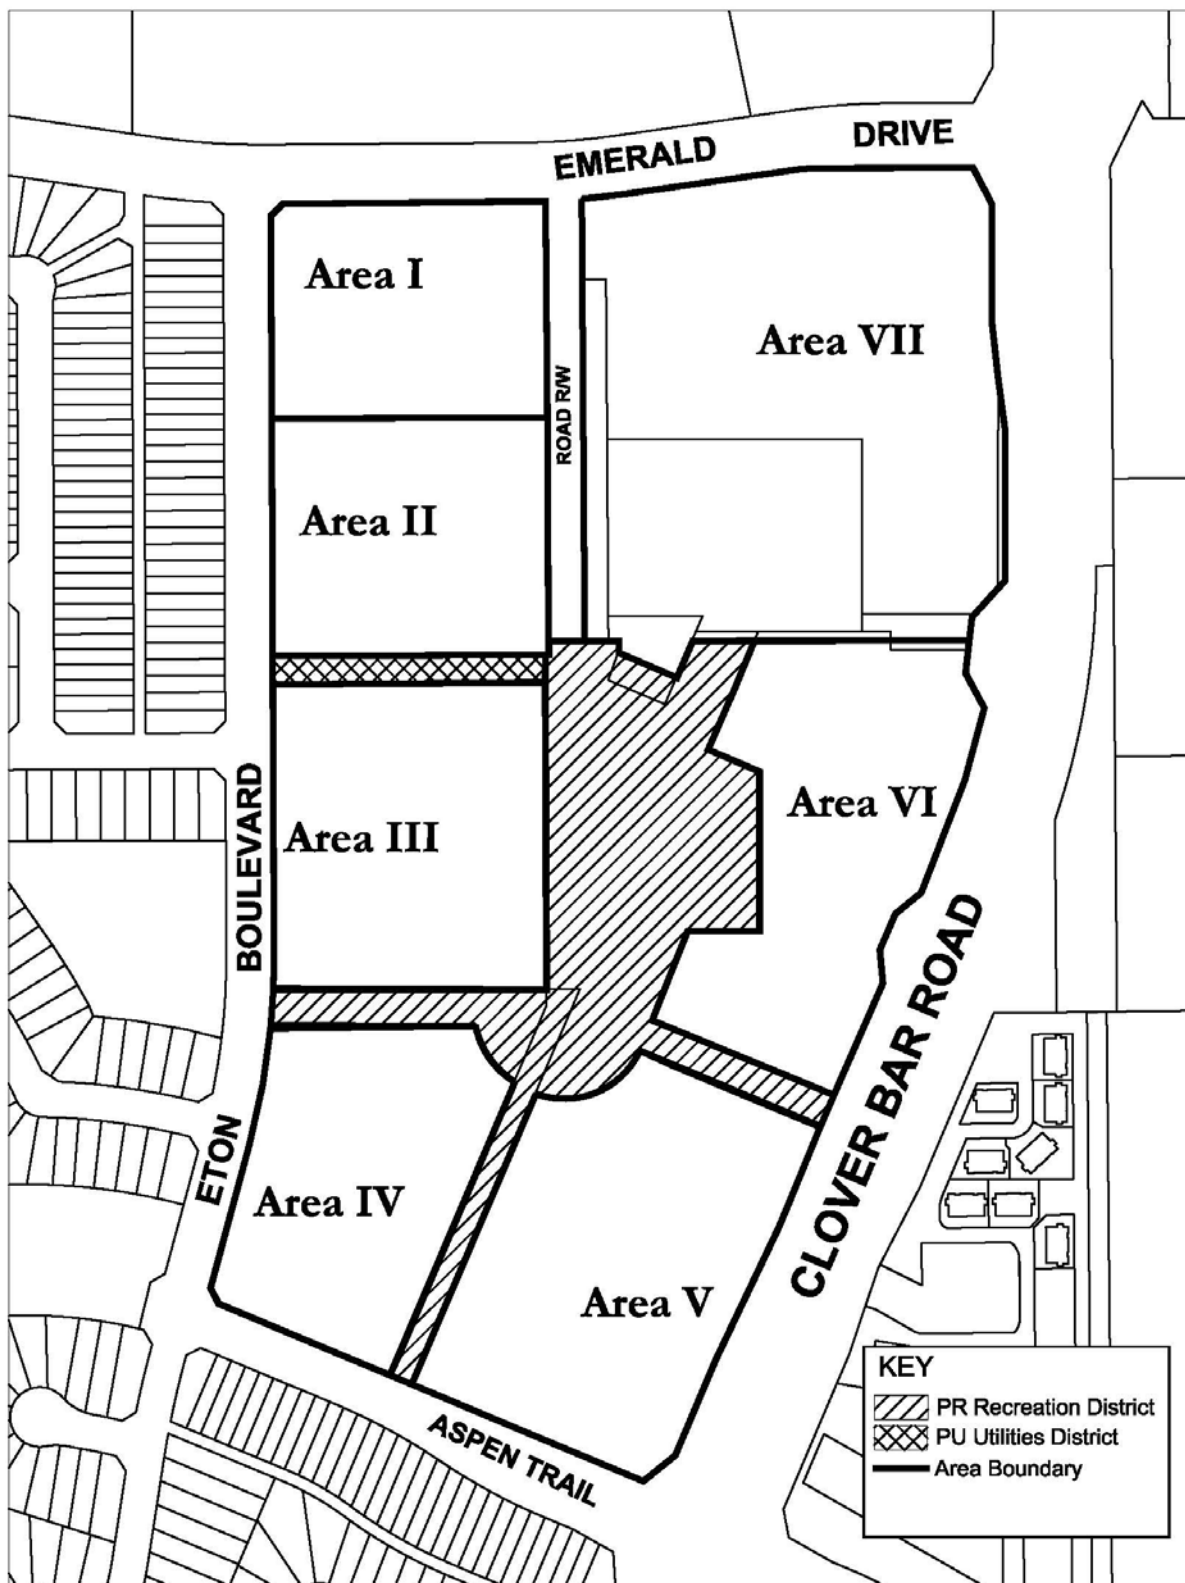 EMERALD DRIVE
Area I
Area VII
ROAD R/W
Area II
BOULEVARD
Area VI
Area III
CLOVER BAR ROAD
ETON
Area IV
Area V
KEY
PR Recreation District
PU Utilities District
Area Boundary
ASPEN TRAIL